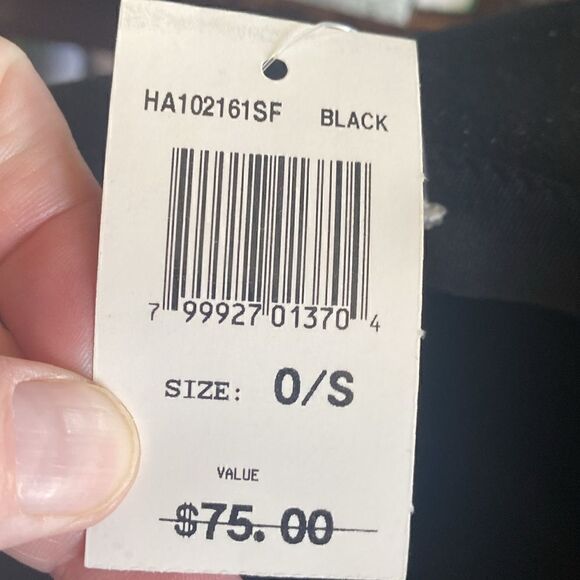 HA102161SF BLACK
7 99927 01370 4
SIZE: O/S
VALUE
$75.00